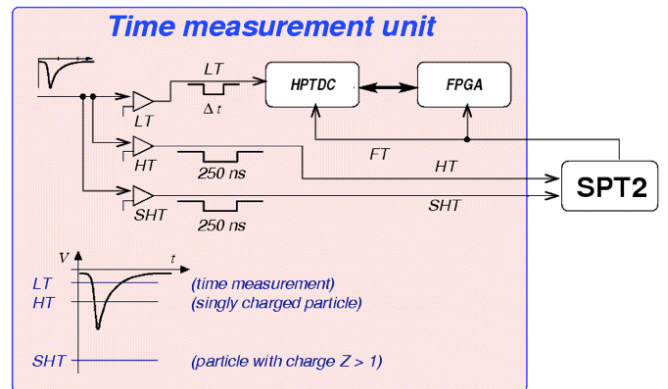 Time measurement unit
LT
HPTDC
FPGA
LT
Δ t
FT
HT
HT
250 ns
SPT2
SHT
SHT
250 ns
V
t
LT (time measurement)
HT (singly charged particle)
SHT (particle with charge Z > 1)